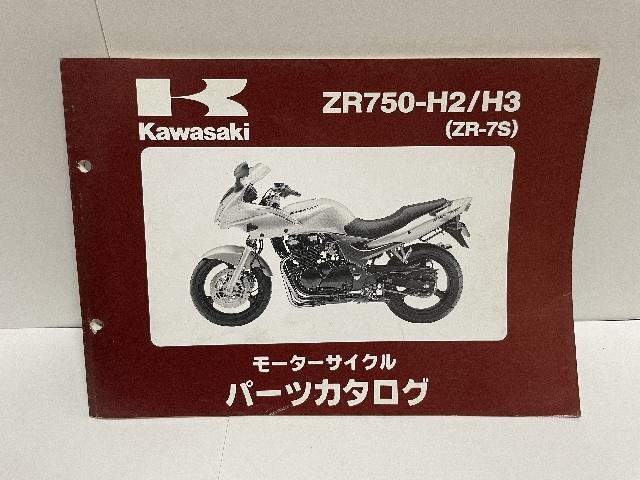 ZR750-H2/H3
Kawasaki
(ZR-7S)
モーターサイクル
パーツカタログ